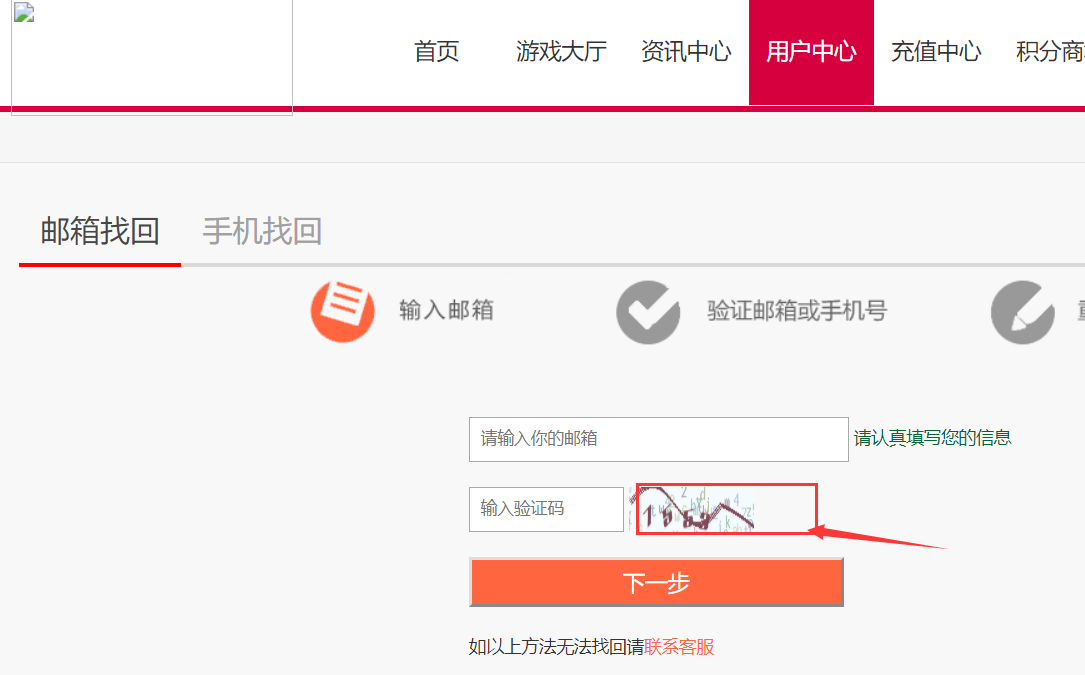 首页 游戏大厅 资讯中心 用户中心 充值中心 积分商
邮箱找回 手机找回
输入邮箱 验证邮箱或手机号
请输入你的邮箱 请认真填写您的信息
输入验证码
下一步
如以上方法无法找回请联系客服